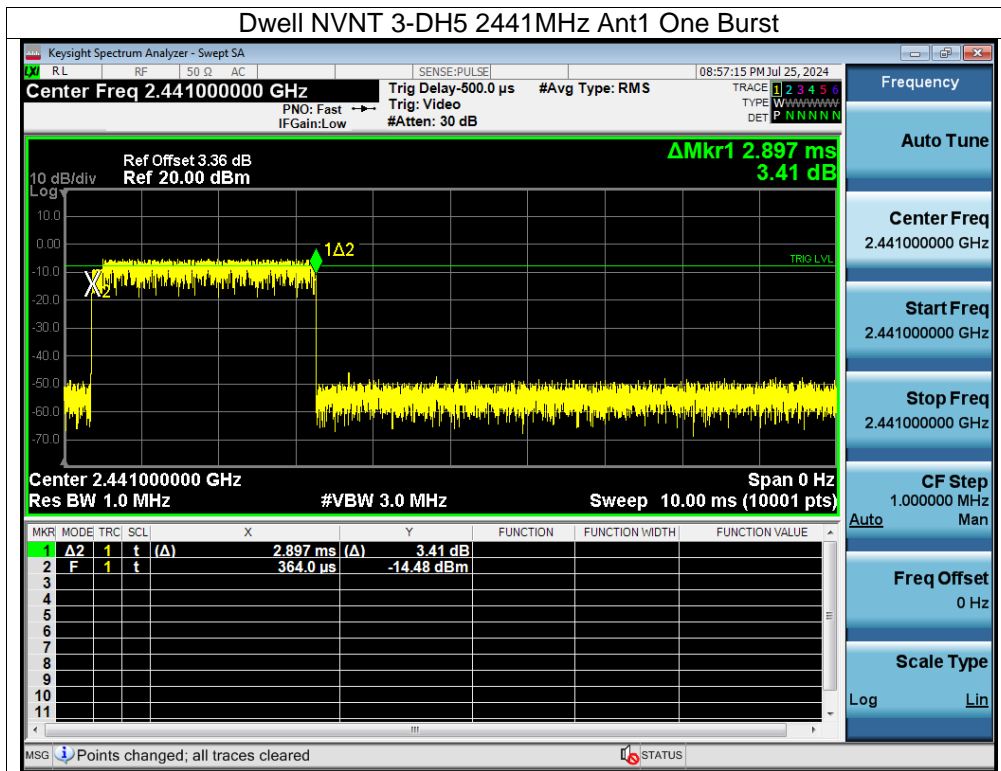 Dwell NVNT 3-DH5 2441MHz Ant1 One Burst
Keysight Spectrum Analyzer - Swept SA
LXI RL RF 50 Ω AC SENSE:PULSE 08:57:15 PM Jul 25, 2024
Center Freq 2.441000000 GHz Trig Delay-500.0 µs #Avg Type: RMS TRACE 1 2 3 4 5 6
PNO: Fast Trig: Video TYPE WWWWWW
IFGain:Low #Atten: 30 dB DET P N N N N N
ΔMkr1 2.897 ms
3.41 dB
Ref Offset 3.36 dB
10 dB/div Ref 20.00 dBm
Log
10.0
0.00
-10.0
-20.0
-30.0
-40.0
-50.0
-60.0
-70.0
1Δ2
TRIG LVL
2
Center 2.441000000 GHz Span 0 Hz
Res BW 1.0 MHz #VBW 3.0 MHz Sweep 10.00 ms (10001 pts)
MKR MODE TRC SCL X Y FUNCTION FUNCTION WIDTH FUNCTION VALUE
1 Δ2 1 t (Δ) 2.897 ms (Δ) 3.41 dB
2 F 1 t 364.0 µs -14.48 dBm
3
4
5
6
7
8
9
10
11
MSG Points changed; all traces cleared STATUS
Frequency
Auto Tune
Center Freq
2.441000000 GHz
Start Freq
2.441000000 GHz
Stop Freq
2.441000000 GHz
CF Step
1.000000 MHz
Auto Man
Freq Offset
0 Hz
Scale Type
Log Lin